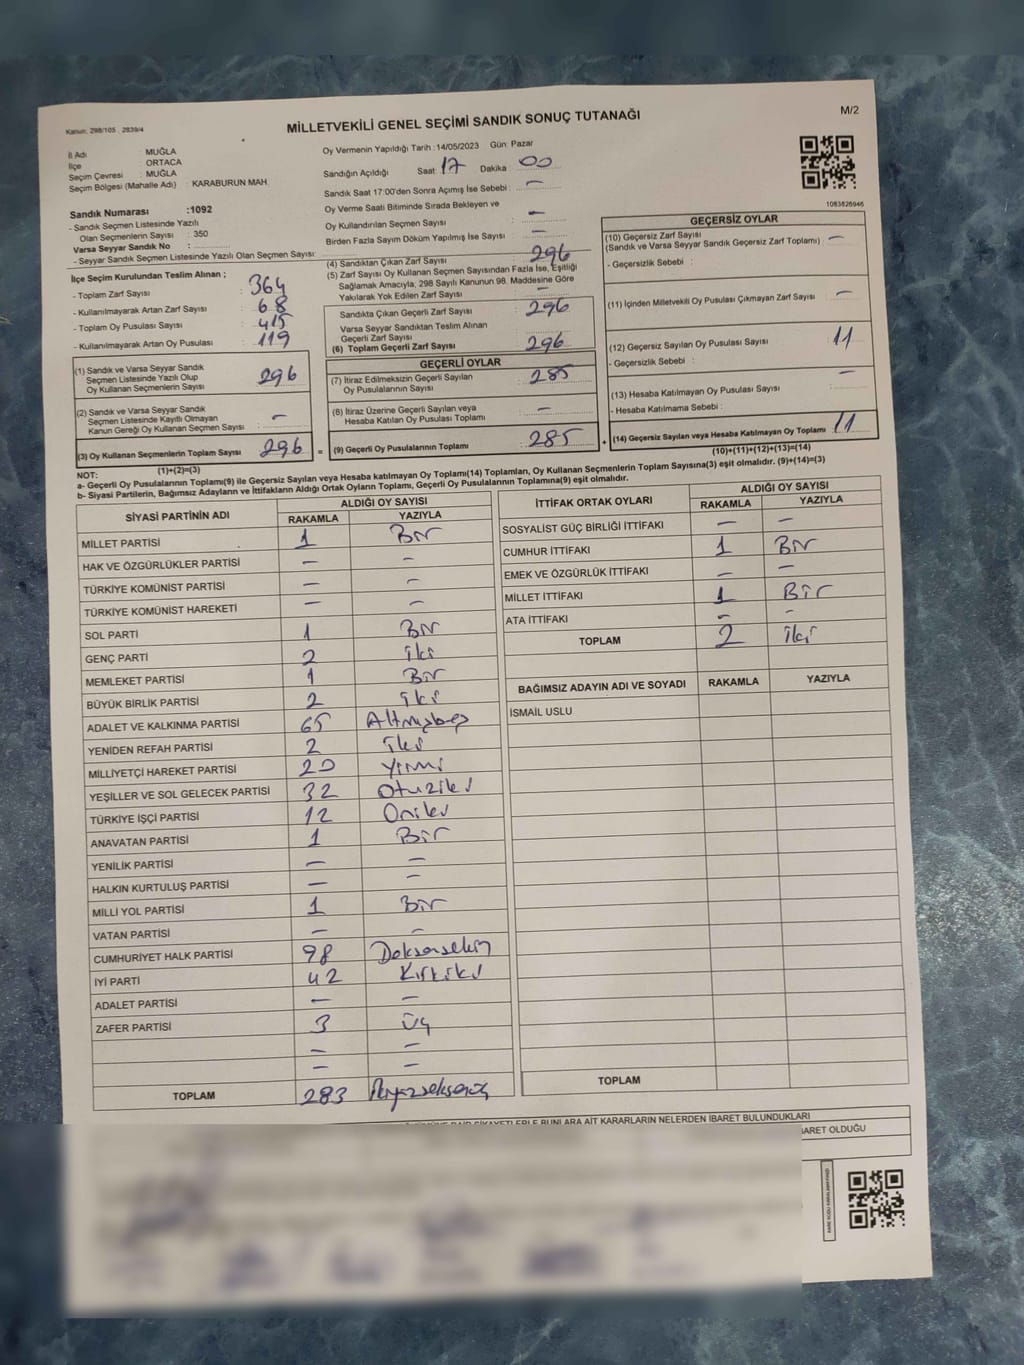 Kanun: 298/105 , 2839/4
M/2
MİLLETVEKİLİ GENEL SEÇİMİ SANDIK SONUÇ TUTANAĞI
İl Adı MUĞLA
İlçe ORTACA
Seçim Çevresi : MUĞLA
Seçim Bölgesi (Mahalle Adı) : KARABURUN MAH.
Sandık Numarası :1092
- Sandık Seçmen Listesinde Yazılı
Olan Seçmenlerin Sayısı : 350
Varsa Seyyar Sandık No :
- Seyyar Sandık Seçmen Listesinde Yazılı Olan Seçmen Sayısı
Oy Vermenin Yapıldığı Tarih :14/05/2023 Gün: Pazar
Sandığın Açıldığı Saat: 17 Dakika : 00
Sandık Saat 17:00'den Sonra Açımış İse Sebebi : -
Oy Verme Saati Bitiminde Sırada Bekleyen ve
Oy Kullandırılan Seçmen Sayısı : -
Birden Fazla Sayım Döküm Yapılmış İse Sayısı : -
1083826946
İlçe Seçim Kurulundan Teslim Alınan ;
- Toplam Zarf Sayısı : 364
- Kullanılmayarak Artan Zarf Sayısı : 68
- Toplam Oy Pusulası Sayısı : 415
- Kullanılmayarak Artan Oy Pusulası : 119
(4) Sandıktan Çıkan Zarf Sayısı : 296
(5) Zarf Sayısı Oy Kullanan Seçmen Sayısından Fazla İse, Eşitliği
Sağlamak Amacıyla, 298 Sayılı Kanunun 98. Maddesine Göre
Yakılarak Yok Edilen Zarf Sayısı : -
Sandıkta Çıkan Geçerli Zarf Sayısı : 296
Varsa Seyyar Sandıktan Teslim Alınan
Geçerli Zarf Sayısı :
(6) Toplam Geçerli Zarf Sayısı : 296
GEÇERSİZ OYLAR
(10) Geçersiz Zarf Sayısı
(Sandık ve Varsa Seyyar Sandık Geçersiz Zarf Toplamı) : -
- Geçersizlik Sebebi :
(11) İçinden Milletvekili Oy Pusulası Çıkmayan Zarf Sayısı : -
(12) Geçersiz Sayılan Oy Pusulası Sayısı : 11
- Geçersizlik Sebebi :
(13) Hesaba Katılmayan Oy Pusulası Sayısı : -
- Hesaba Katılmama Sebebi :
(14) Geçersiz Sayılan veya Hesaba Katılmayan Oy Toplamı : 11
(10)+(11)+(12)+(13)=(14)
(1) Sandık ve Varsa Seyyar Sandık
Seçmen Listesinde Yazılı Olup
Oy Kullanan Seçmenlerin Sayısı : 296
(2) Sandık ve Varsa Seyyar Sandık
Seçmen Listesinde Kayıtlı Olmayan
Kanun Gereği Oy Kullanan Seçmen Sayısı : -
(3) Oy Kullanan Seçmenlerin Toplam Sayısı : 296
(1)+(2)=(3)
GEÇERLİ OYLAR
(7) İtiraz Edilmeksizin Geçerli Sayılan
Oy Pusulasının Sayısı : 285
(8) İtiraz Üzerine Geçerli Sayılan veya
Hesaba Katılan Oy Pusulası Toplamı : -
(9) Geçerli Oy Pusulalarının Toplamı : 285
NOT:
a- Geçerli Oy Pusulalarının Toplamı(9) ile Geçersiz Sayılan veya Hesaba katılmayan Oy Toplamı(14) Toplamları, Oy Kullanan Seçmenlerin Toplam Sayısına(3) eşit olmalıdır. (9)+(14)=(3)
b- Siyasi Partilerin, Bağımsız Adayların ve İttifakların Aldığı Ortak Oyların Toplamı, Geçerli Oy Pusulalarının Toplamına(9) eşit olmalıdır.
SİYASİ PARTİNİN ADI ALDIĞI OY SAYISI
RAKAMLA YAZIYLA
MİLLET PARTİSİ 1 Bir
HAK VE ÖZGÜRLÜKLER PARTİSİ - -
TÜRKİYE KOMÜNİST PARTİSİ - -
TÜRKİYE KOMÜNİST HAREKETİ - -
SOL PARTİ 1 Bir
GENÇ PARTİ 2 iki
MEMLEKET PARTİSİ 1 Bir
BÜYÜK BİRLİK PARTİSİ 2 iki
ADALET VE KALKINMA PARTİSİ 65 Altmışbeş
YENİDEN REFAH PARTİSİ 2 iki
MİLLİYETÇİ HAREKET PARTİSİ 20 yirmi
YEŞİLLER VE SOL GELECEK PARTİSİ 32 Otuziki
TÜRKİYE İŞÇİ PARTİSİ 12 Oniki
ANAVATAN PARTİSİ 1 Bir
YENİLİK PARTİSİ - -
HALKIN KURTULUŞ PARTİSİ - -
MİLLİ YOL PARTİSİ 1 Bir
VATAN PARTİSİ - -
CUMHURİYET HALK PARTİSİ 98 Doksansekiz
İYİ PARTİ 42 Kırkiki
ADALET PARTİSİ - -
ZAFER PARTİSİ 3 Üç
- -
- -
TOPLAM 283 ikiyüzseksenüç
İTTİFAK ORTAK OYLARI ALDIĞI OY SAYISI
RAKAMLA YAZIYLA
SOSYALİST GÜÇ BİRLİĞİ İTTİFAKI - -
CUMHUR İTTİFAKI 1 Bir
EMEK VE ÖZGÜRLÜK İTTİFAKI - -
MİLLET İTTİFAKI 1 Bir
ATA İTTİFAKI - -
TOPLAM 2 iki
BAĞIMSIZ ADAYIN ADI VE SOYADI RAKAMLA YAZIYLA
İSMAİL USLU
TOPLAM
BUNLARA AİT KARARLARIN NELERDEN İBARET BULUNDUKLARI
İBARET OLDUĞU